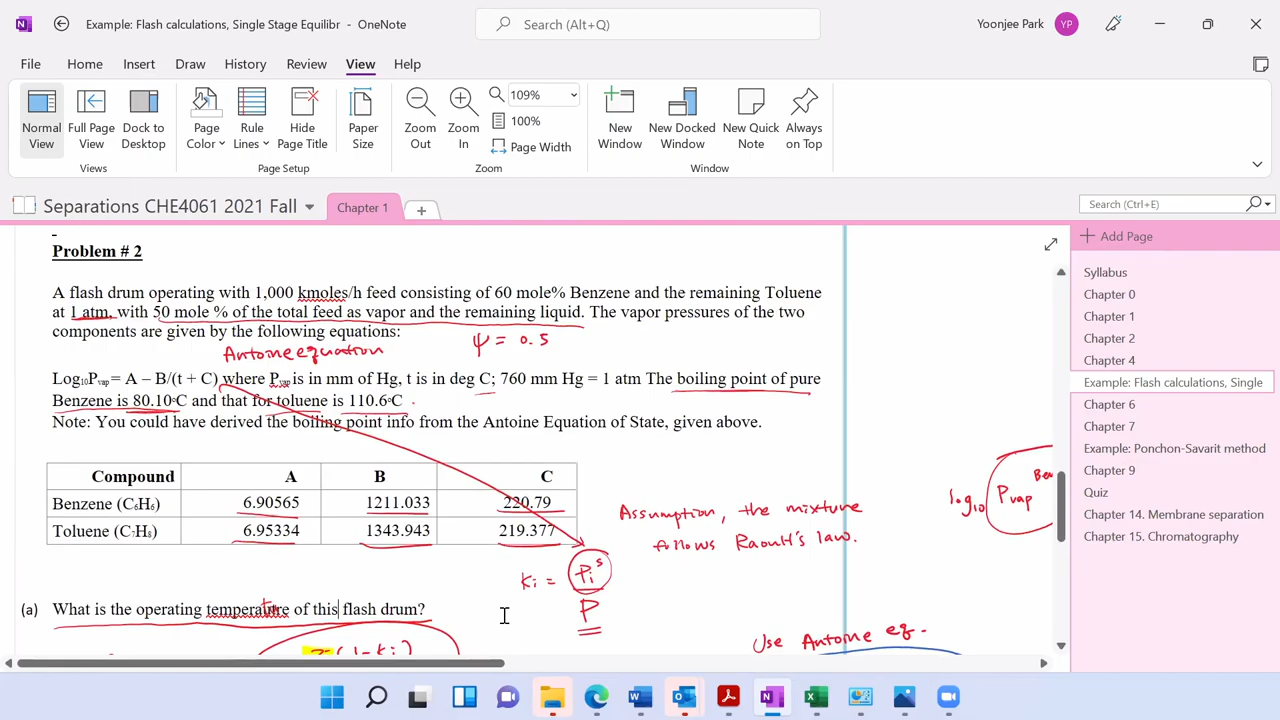 Example: Flash calculations, Single Stage Equilibr - OneNote
Search (Alt+Q)
Yoonjee Park
YP
File Home Insert Draw History Review View Help
Normal View
Full Page View
Dock to Desktop
Views
Page Color
Rule Lines
Hide Page Title
Page Setup
Paper Size
Zoom Out
Zoom In
109%
100%
Page Width
Zoom
New Window
New Docked Window
New Quick Note
Always on Top
Window
Separations CHE4061 2021 Fall
Chapter 1
+
Search (Ctrl+E)
Problem # 2
A flash drum operating with 1,000 kmoles/h feed consisting of 60 mole% Benzene and the remaining Toluene
at 1 atm, with 50 mole % of the total feed as vapor and the remaining liquid. The vapor pressures of the two
components are given by the following equations:
Ψ = 0.5
Antoine equation
Log10Pvap = A – B/(t + C) where Pvap is in mm of Hg, t is in deg C; 760 mm Hg = 1 atm The boiling point of pure
Benzene is 80.10°C and that for toluene is 110.6°C
Note: You could have derived the boiling point info from the Antoine Equation of State, given above.
Compound A B C
Benzene (C6H6) 6.90565 1211.033 220.79
Toluene (C7H8) 6.95334 1343.943 219.377
Assumption, the mixture
follows Raoult's law.
log10 Pvap Ben
Ki = Pis
P
(a) What is the operating temperature of this flash drum?
Use Antoine eq.
Zi (1-Ki)
Add Page
Syllabus
Chapter 0
Chapter 1
Chapter 2
Chapter 4
Example: Flash calculations, Single
Chapter 6
Chapter 7
Example: Ponchon-Savarit method
Chapter 9
Quiz
Chapter 14. Membrane separation
Chapter 15. Chromatography